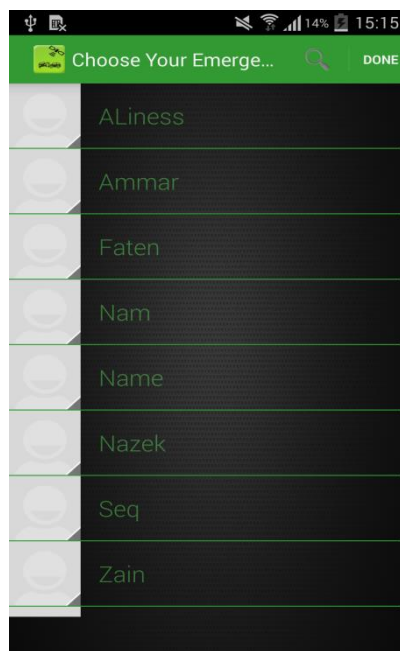 14% 15:15
Choose Your Emerge... DONE
ALiness
Ammar
Faten
Nam
Name
Nazek
Seq
Zain